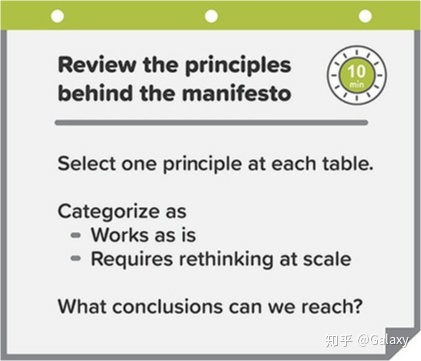 Review the principles
behind the manifesto
10
min
Select one principle at each table.
Categorize as
Works as is
Requires rethinking at scale
What conclusions can we reach?
知乎 @Galaxy